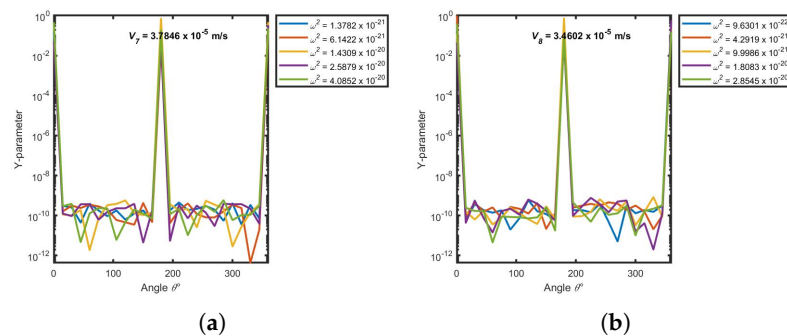 V₇ = 3.7846 x 10⁻⁵ m/s
ω² = 1.3782 x 10⁻²¹
ω² = 6.1422 x 10⁻²¹
ω² = 1.4309 x 10⁻²⁰
ω² = 2.5879 x 10⁻²⁰
ω² = 4.0852 x 10⁻²⁰
Y-parameter
10⁰
10⁻²
10⁻⁴
10⁻⁶
10⁻⁸
10⁻¹⁰
10⁻¹²
0 100 200 300
Angle θ°
(a)
V₈ = 3.4602 x 10⁻⁵ m/s
ω² = 9.6301 x 10⁻²²
ω² = 4.2919 x 10⁻²¹
ω² = 9.9986 x 10⁻²¹
ω² = 1.8083 x 10⁻²⁰
ω² = 2.8545 x 10⁻²⁰
Y-parameter
10⁰
10⁻²
10⁻⁴
10⁻⁶
10⁻⁸
10⁻¹⁰
10⁻¹²
0 100 200 300
Angle θ°
(b)